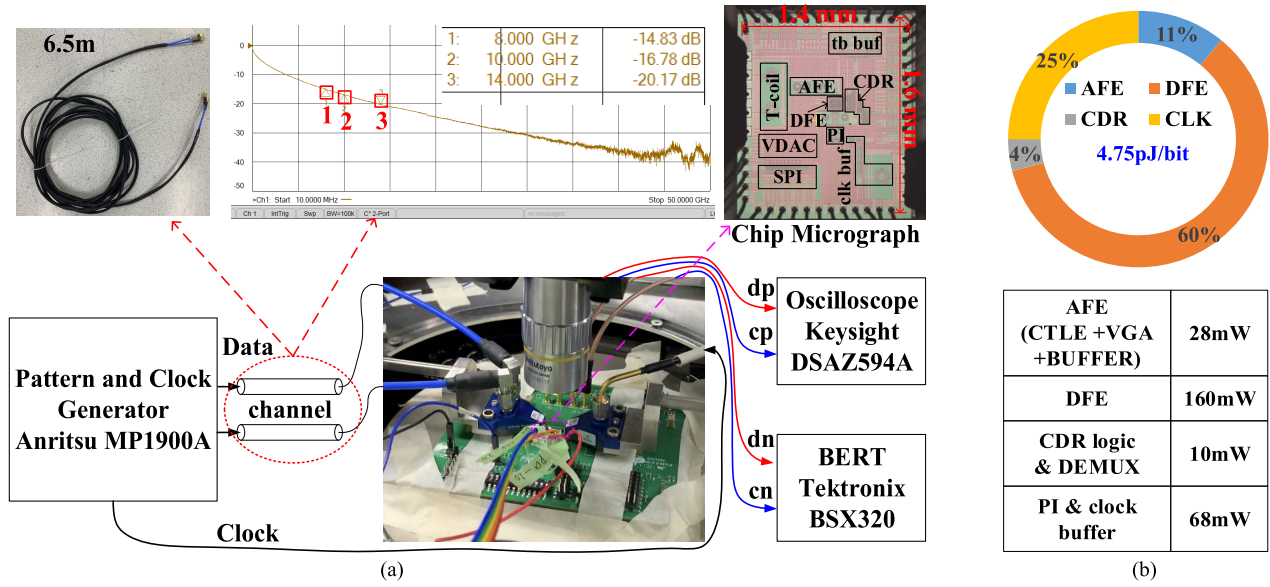 6.5m
0
-10
-20
-30
-40
-50
1: 8.000 GHz -14.83 dB
2: 10.000 GHz -16.78 dB
3: 14.000 GHz -20.17 dB
1
2
3
>Ch1: Start 10.0000 MHz
Stop 50.0000 GHz
Ch 1 IntTrig Swp BW=100k C* 2-Port no messages
1.4 mm
1.6 mm
tb buf
T-coil
AFE
CDR
DFE
PI
VDAC
SPI
clk buf
Chip Micrograph
Pattern and Clock
Generator
Anritsu MP1900A
Data
channel
Clock
dp
cp
Oscilloscope
Keysight
DSAZ594A
dn
cn
BERT
Tektronix
BSX320
(a)
11%
25%
4%
60%
AFE DFE
CDR CLK
4.75pJ/bit
AFE
(CTLE +VGA
+BUFFER)
28mW
DFE 160mW
CDR logic
& DEMUX
10mW
PI & clock
buffer
68mW
(b)